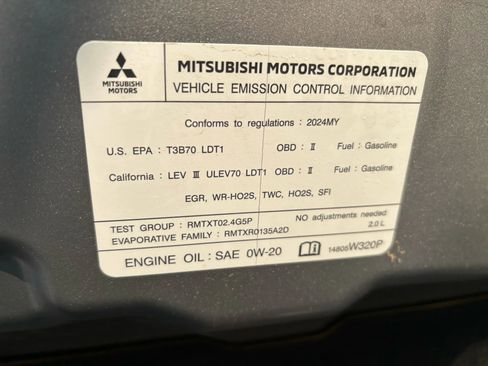 MITSUBISHI MOTORS
MITSUBISHI MOTORS CORPORATION
VEHICLE EMISSION CONTROL INFORMATION
Conforms to regulations : 2024MY
U.S. EPA : T3B70 LDT1 OBD : II Fuel : Gasoline
California : LEV III ULEV70 LDT1 OBD : II Fuel : Gasoline
EGR, WR-HO2S, TWC, HO2S, SFI
TEST GROUP : RMTXT02.4G5P NO adjustments needed.
EVAPORATIVE FAMILY : RMTXR0135A2D 2.0 L
ENGINE OIL : SAE 0W-20 14805W320P